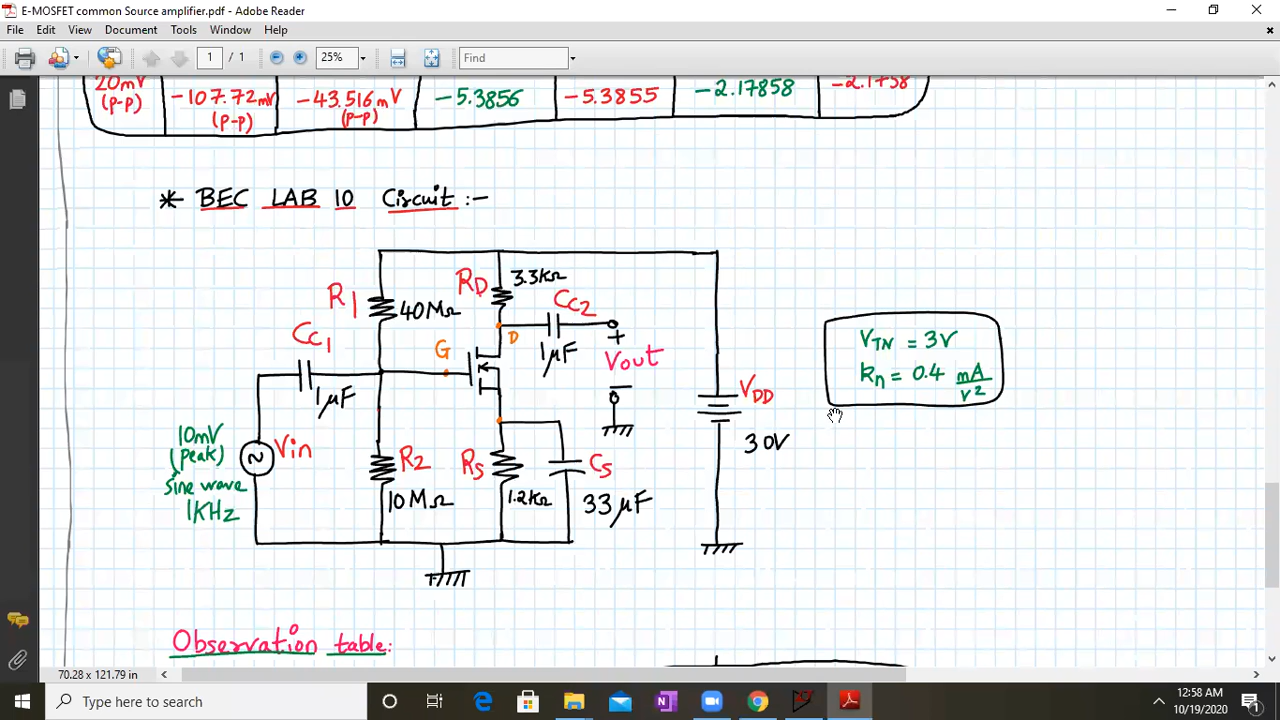 E-MOSFET common Source amplifier.pdf - Adobe Reader
File Edit View Document Tools Window Help
1 / 1 25% Find
20mV
(p-p)
-107.72mV
(p-p)
-43.516mV
(p-p)
-5.3856
-5.3855
-2.17858
-2.1758
* BEC LAB 10 Circuit :-
R1
40MΩ
RD
3.3kΩ
CC2
1μF
CC1
1μF
G
D
+
Vout
-
VDD
30V
VTN = 3V
kn = 0.4 mA/V²
10mV
(peak)
Sine wave
1KHz
Vin
R2
10MΩ
RS
1.2kΩ
CS
33μF
Observation table:
70.28 x 121.79 in
Type here to search
12:58 AM
10/19/2020
1